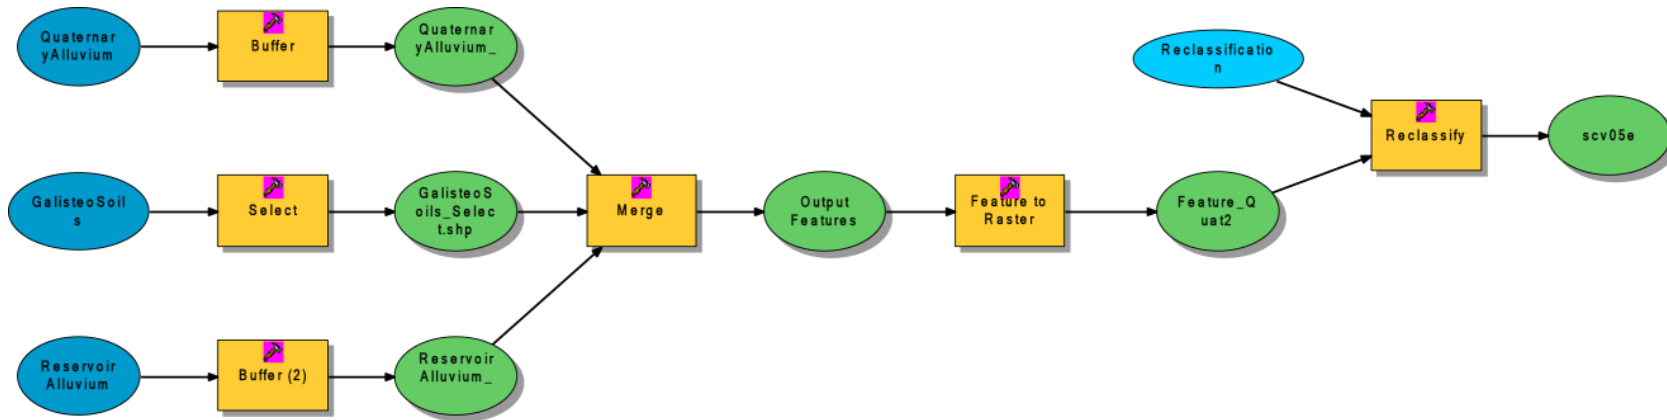 Quaternar
yAlluvium
Buffer
Quaternar
yAlluvium_
Reclassificatio
n
Reclassify
scv05e
GalisteoSoil
s
Select
GalisteoS
oils_Selec
t.shp
Merge
Output
Features
Feature to
Raster
Feature_Q
uat2
Reservoir
Alluvium
Buffer (2)
Reservoir
Alluvium_